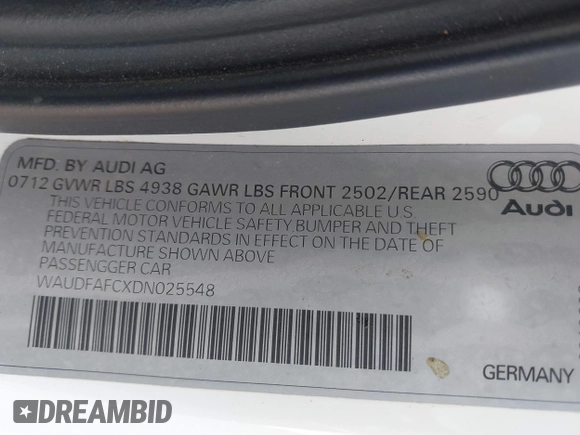 MFD. BY AUDI AG
0712 GVWR LBS 4938 GAWR LBS FRONT 2502/REAR 2590
THIS VEHICLE CONFORMS TO ALL APPLICABLE U.S.
FEDERAL MOTOR VEHICLE SAFETY, BUMPER AND THEFT
PREVENTION STANDARDS IN EFFECT ON THE DATE OF
MANUFACTURE SHOWN ABOVE
PASSENGGER CAR
WAUDFAFCXDN025548
Audi
GERMANY
DREAMBID